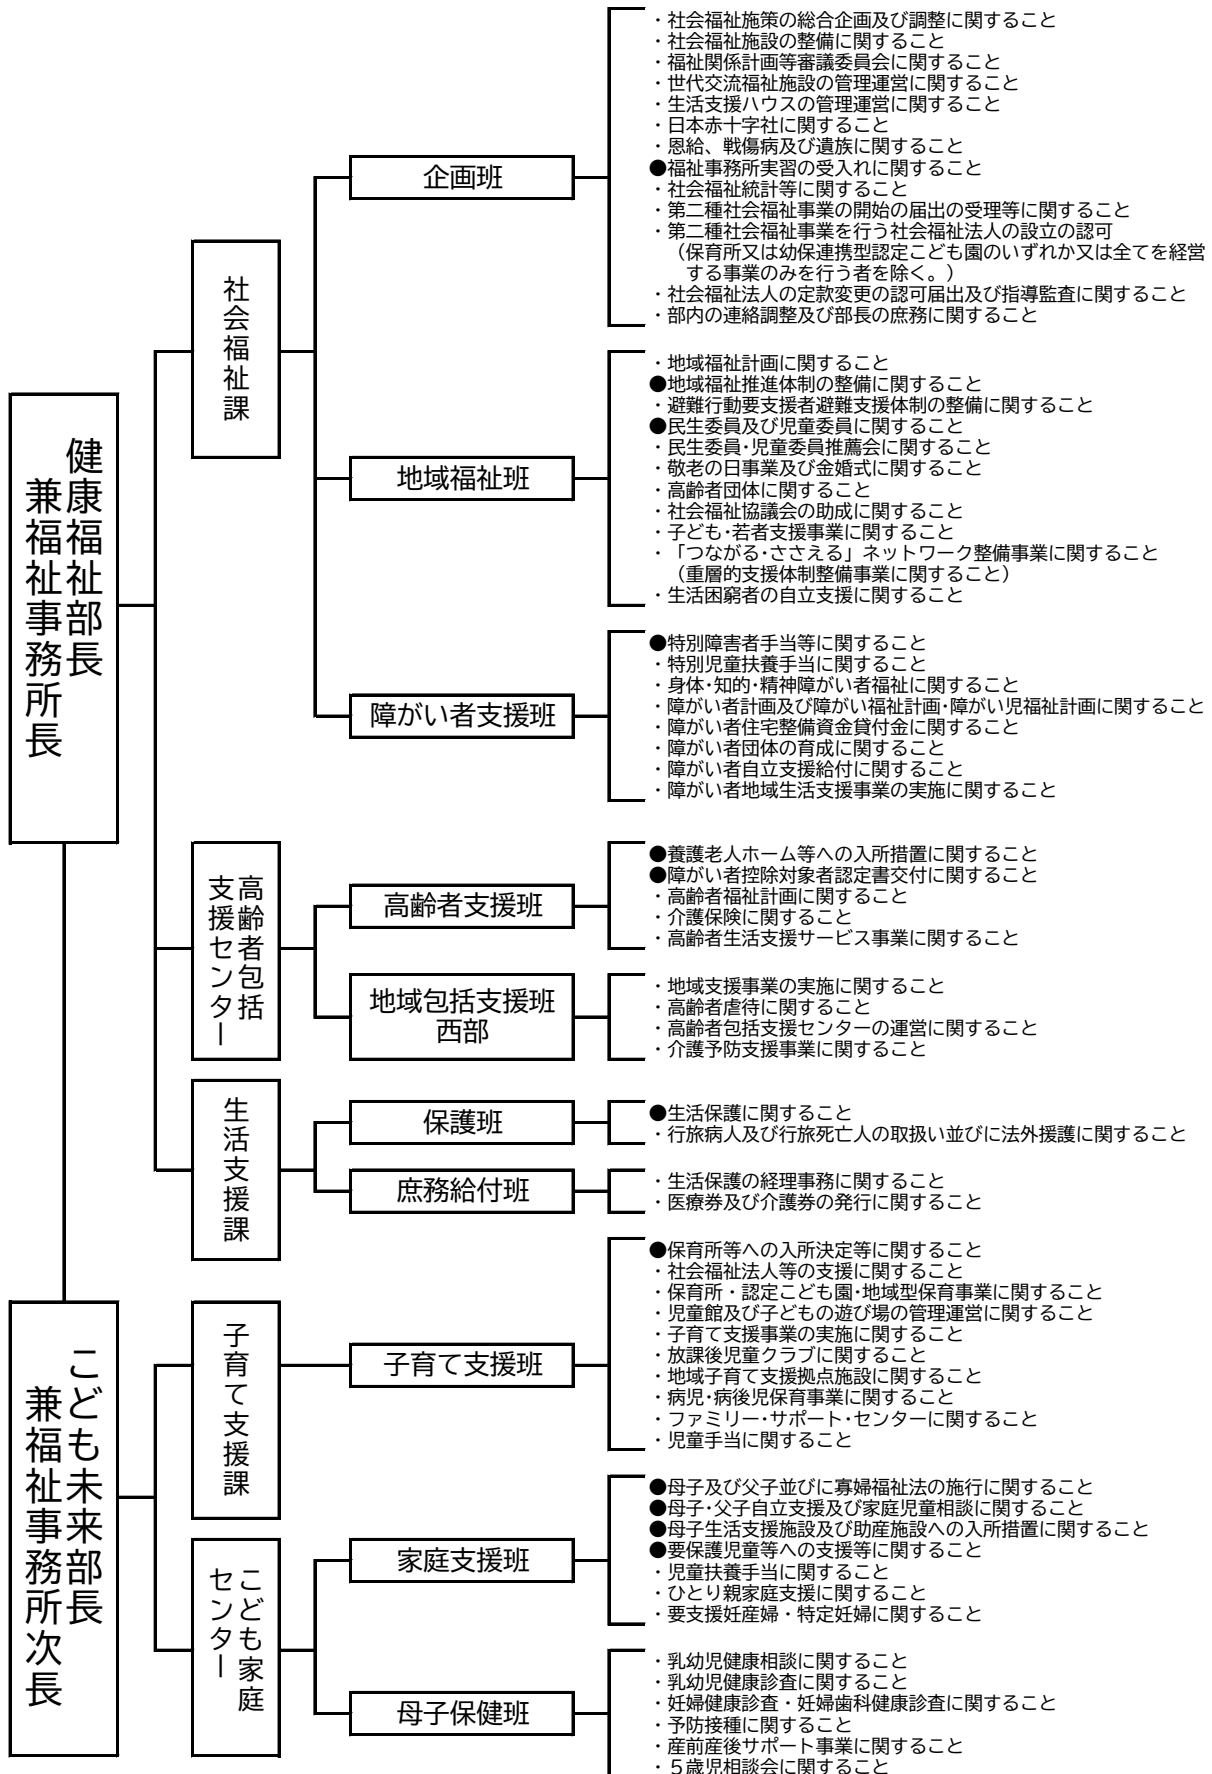 健康福祉部長
兼福祉事務所長
社会福祉課
企画班
・社会福祉施策の総合企画及び調整に関すること
・社会福祉施設の整備に関すること
・福祉関係計画等審議委員会に関すること
・世代交流福祉施設の管理運営に関すること
・生活支援ハウスの管理運営に関すること
・日本赤十字社に関すること
・恩給、戦傷病及び遺族に関すること
●福祉事務所実習の受入れに関すること
・社会福祉統計等に関すること
・第二種社会福祉事業の開始の届出の受理等に関すること
・第二種社会福祉事業を行う社会福祉法人の設立の認可
（保育所又は幼保連携型認定こども園のいずれか又は全てを経営
する事業のみを行う者を除く。）
・社会福祉法人の定款変更の認可届出及び指導監査に関すること
・部内の連絡調整及び部長の庶務に関すること
地域福祉班
・地域福祉計画に関すること
●地域福祉推進体制の整備に関すること
・避難行動要支援者避難支援体制の整備に関すること
●民生委員及び児童委員に関すること
・民生委員･児童委員推薦会に関すること
・敬老の日事業及び金婚式に関すること
・高齢者団体に関すること
・社会福祉協議会の助成に関すること
・子ども･若者支援事業に関すること
・「つながる･ささえる」ネットワーク整備事業に関すること
（重層的支援体制整備事業に関すること）
・生活困窮者の自立支援に関すること
障がい者支援班
●特別障害者手当等に関すること
・特別児童扶養手当に関すること
・身体･知的･精神障がい者福祉に関すること
・障がい者計画及び障がい福祉計画･障がい児福祉計画に関すること
・障がい者住宅整備資金貸付金に関すること
・障がい者団体の育成に関すること
・障がい者自立支援給付に関すること
・障がい者地域生活支援事業の実施に関すること
高齢者包括
支援センター
高齢者支援班
●養護老人ホーム等への入所措置に関すること
●障がい者控除対象者認定書交付に関すること
・高齢者福祉計画に関すること
・介護保険に関すること
・高齢者生活支援サービス事業に関すること
地域包括支援班
西部
・地域支援事業の実施に関すること
・高齢者虐待に関すること
・高齢者包括支援センターの運営に関すること
・介護予防支援事業に関すること
生活支援課
保護班
●生活保護に関すること
・行旅病人及び行旅死亡人の取扱い並びに法外援護に関すること
庶務給付班
・生活保護の経理事務に関すること
・医療券及び介護券の発行に関すること
こども未来部長
兼福祉事務所次長
子育て支援課
子育て支援班
●保育所等への入所決定等に関すること
・社会福祉法人等の支援に関すること
・保育所・認定こども園･地域型保育事業に関すること
・児童館及び子どもの遊び場の管理運営に関すること
・子育て支援事業の実施に関すること
・放課後児童クラブに関すること
・地域子育て支援拠点施設に関すること
・病児･病後児保育事業に関すること
・ファミリー･サポート･センターに関すること
・児童手当に関すること
こども家庭
センター
家庭支援班
●母子及び父子並びに寡婦福祉法の施行に関すること
●母子･父子自立支援及び家庭児童相談に関すること
●母子生活支援施設及び助産施設への入所措置に関すること
●要保護児童等への支援等に関すること
・児童扶養手当に関すること
・ひとり親家庭支援に関すること
・要支援妊産婦・特定妊婦に関すること
母子保健班
・乳幼児健康相談に関すること
・乳幼児健康診査に関すること
・妊婦健康診査・妊婦歯科健康診査に関すること
・予防接種に関すること
・産前産後サポート事業に関すること
・５歳児相談会に関すること